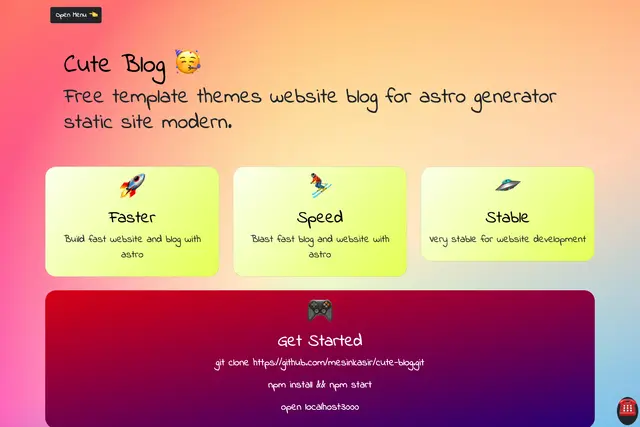 Open Menu 👈
Cute Blog 🥳
Free template themes website blog for astro generator
static site modern.
Faster
Build fast website and blog with
astro
Speed
Blast fast blog and website with
astro
Stable
Very stable for website development
Get Started
git clone https://github.com/mesinkasir/cute-blog.git
npm install && npm start
open localhost3000